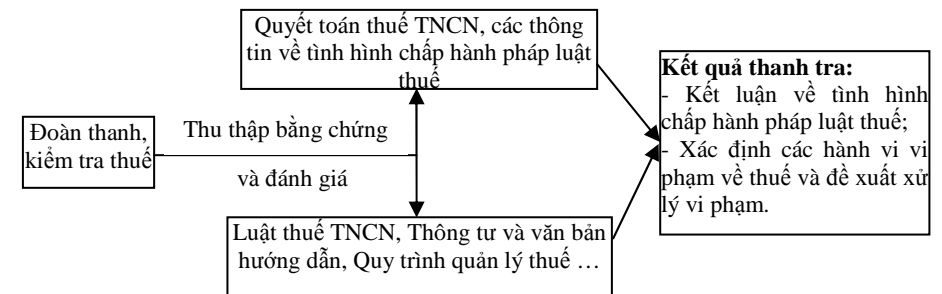 Quyết toán thuế TNCN, các thông
tin về tình hình chấp hành pháp luật
thuế
Đoàn thanh,
kiểm tra thuế
Thu thập bằng chứng
và đánh giá
Luật thuế TNCN, Thông tư và văn bản
hướng dẫn, Quy trình quản lý thuế …
Kết quả thanh tra:
- Kết luận về tình hình
chấp hành pháp luật thuế;
- Xác định các hành vi vi
phạm về thuế và đề xuất xử
lý vi phạm.